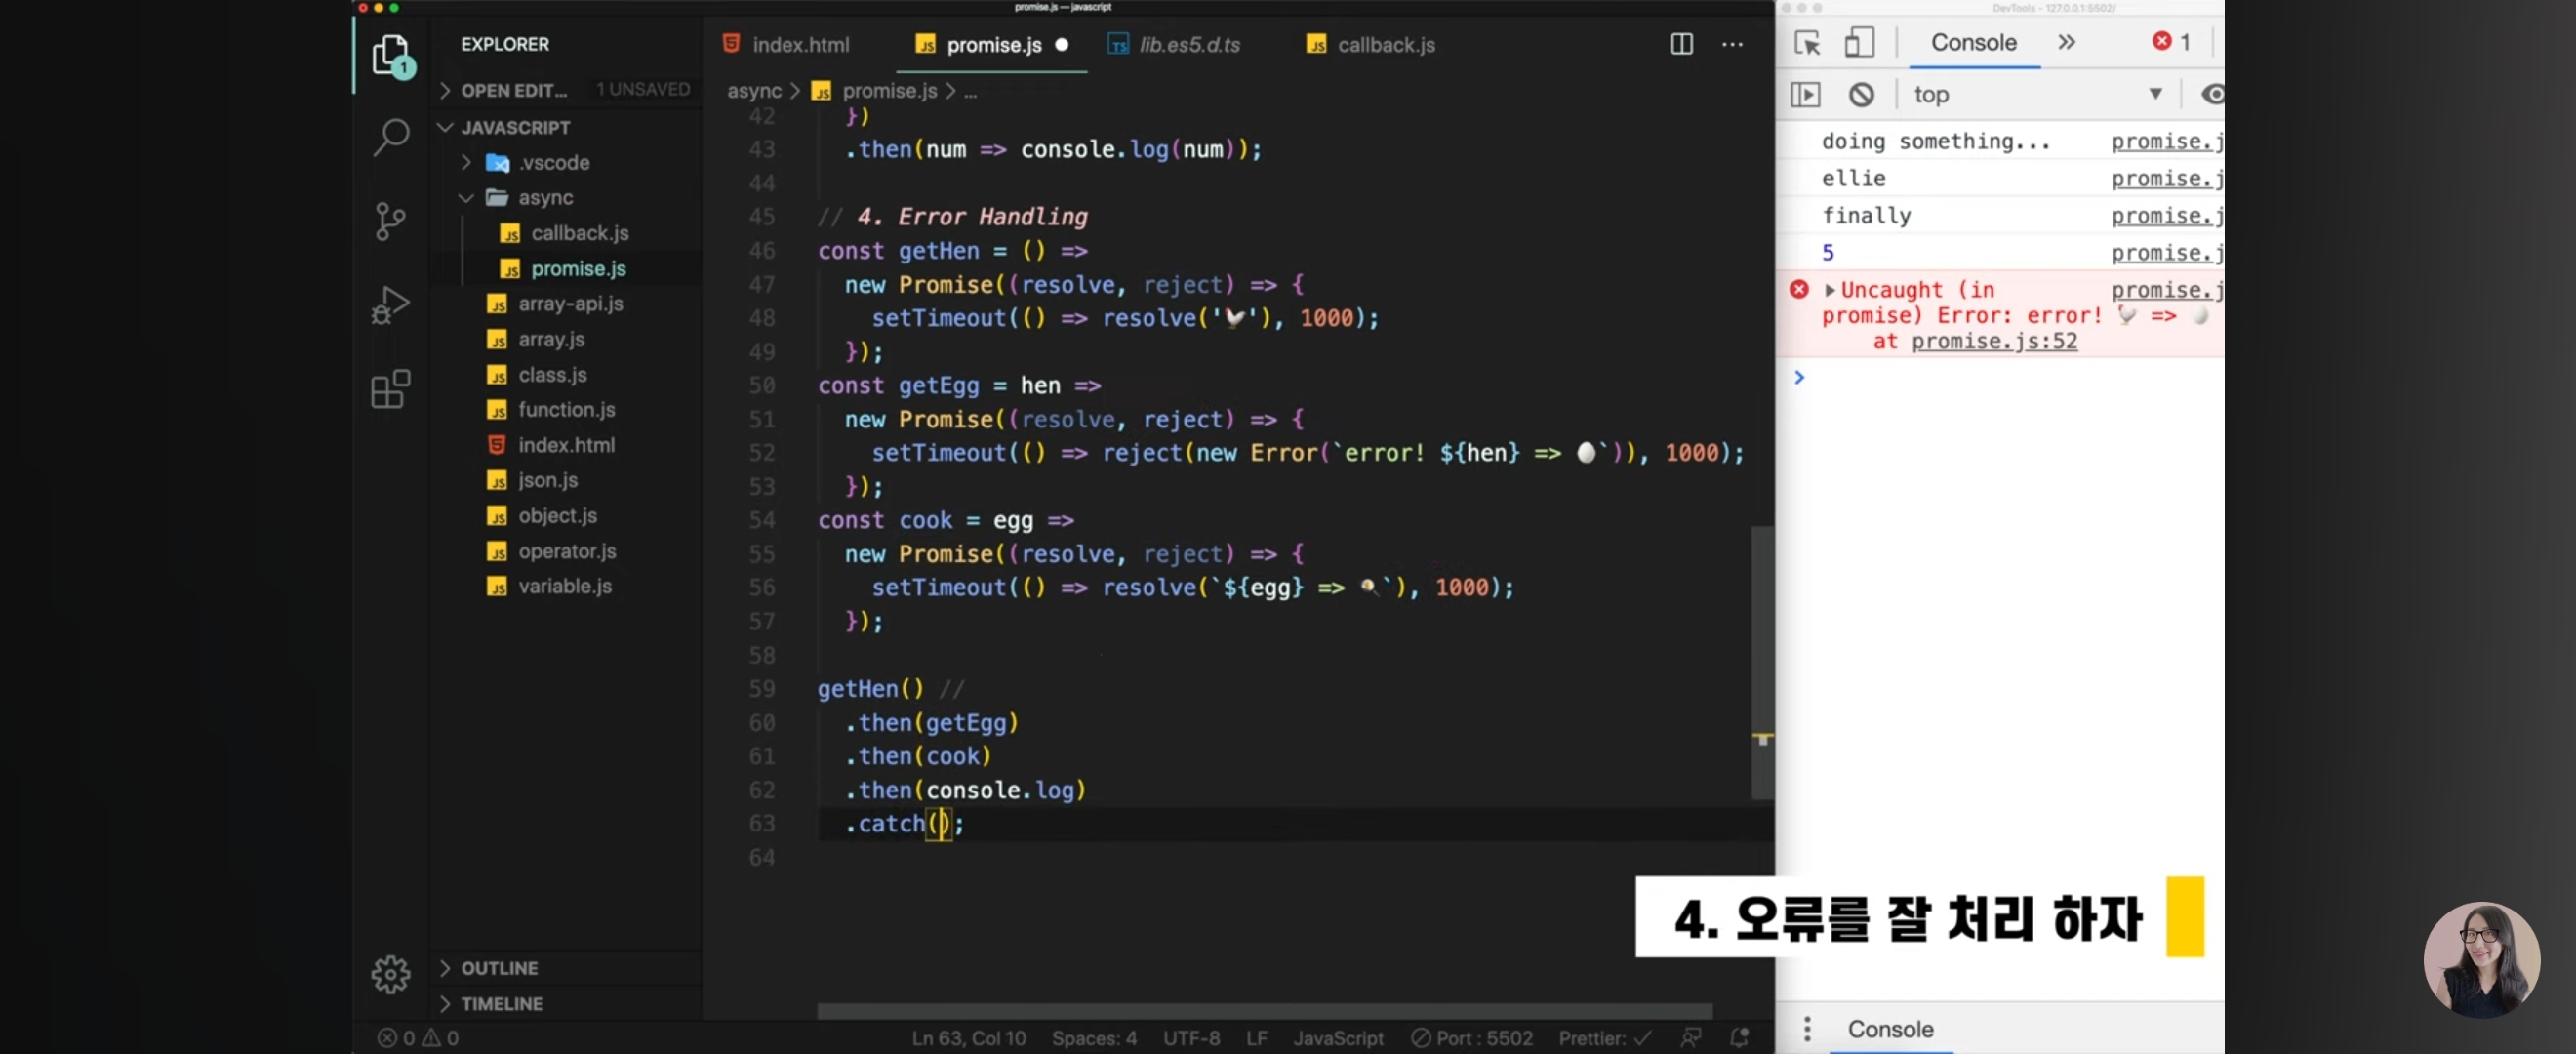 promise.js — javascript
EXPLORER
OPEN EDIT... 1 UNSAVED
JAVASCRIPT
.vscode
async
callback.js
promise.js
array-api.js
array.js
class.js
function.js
index.html
json.js
object.js
operator.js
variable.js
OUTLINE
TIMELINE
index.html promise.js lib.es5.d.ts callback.js
async > promise.js > ...
42 })
43 .then(num => console.log(num));
44
45 // 4. Error Handling
46 const getHen = () =>
47 new Promise((resolve, reject) => {
48 setTimeout(() => resolve('🐓'), 1000);
49 });
50 const getEgg = hen =>
51 new Promise((resolve, reject) => {
52 setTimeout(() => reject(new Error(`error! ${hen} => 🥚`)), 1000);
53 });
54 const cook = egg =>
55 new Promise((resolve, reject) => {
56 setTimeout(() => resolve(`${egg} => 🍳`), 1000);
57 });
58
59 getHen() //
60 .then(getEgg)
61 .then(cook)
62 .then(console.log)
63 .catch();
64
0 0 Ln 63, Col 10 Spaces: 4 UTF-8 LF JavaScript Port : 5502 Prettier: ✓
DevTools - 127.0.0.1:5502/
Console 1
top
doing something... promise.j
ellie promise.j
finally promise.j
5 promise.j
Uncaught (in promise.j
promise) Error: error! 🐓 => 🥚
at promise.js:52
4. 오류를 잘 처리 하자
Console